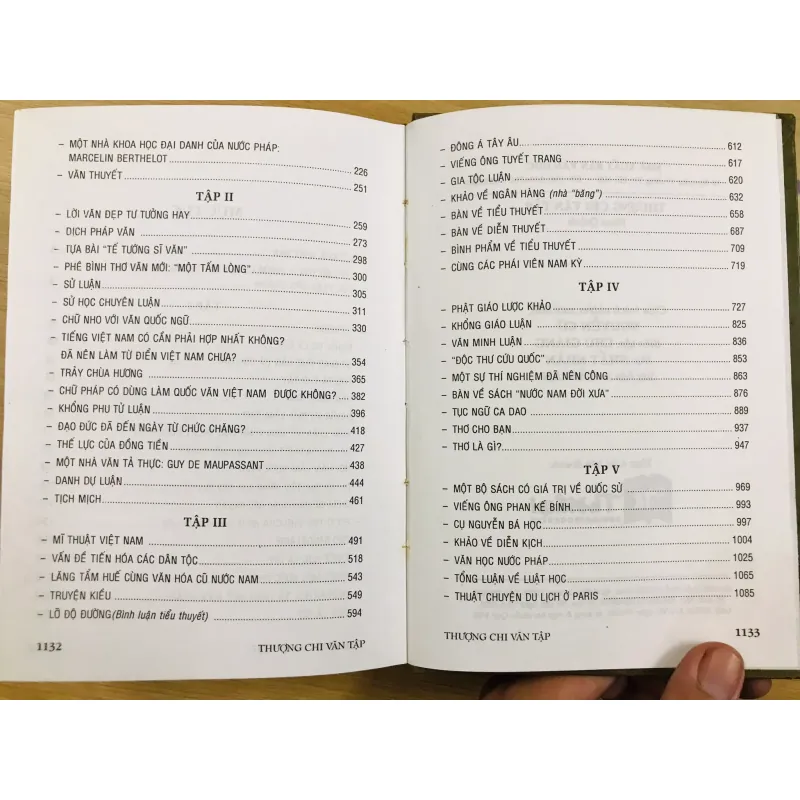 – MỘT NHÀ KHOA HỌC ĐẠI DANH CỦA NƯỚC PHÁP:
MARCELIN BERTHELOT 226
– VĂN THUYẾT 251
TẬP II
– LỜI VĂN ĐẸP TƯ TƯỞNG HAY 259
– DỊCH PHÁP VĂN 273
– TỰA BÀI "TẾ TƯỚNG SĨ VĂN" 298
– PHÊ BÌNH THƠ VĂN MỚI: "MỘT TẤM LÒNG" 300
– SỬ LUẬN 305
– SỬ HỌC CHUYÊN LUẬN 311
– CHỮ NHO VỚI VĂN QUỐC NGỮ 330
– TIẾNG VIỆT NAM CÓ CẦN PHẢI HỢP NHẤT KHÔNG?
ĐÃ NÊN LÀM TỪ ĐIỂN VIỆT NAM CHƯA? 354
– TRẢY CHÙA HƯƠNG 365
– CHỮ PHÁP CÓ DÙNG LÀM QUỐC VĂN VIỆT NAM ĐƯỢC KHÔNG? 382
– KHỔNG PHU TỬ LUẬN 396
– ĐẠO ĐỨC ĐÃ ĐẾN NGÀY TỪ CHỨC CHĂNG? 418
– THẾ LỰC CỦA ĐỒNG TIỀN 427
– MỘT NHÀ VĂN TẢ THỰC: GUY DE MAUPASSANT 438
– DANH DỰ LUẬN 444
– TỊCH MỊCH 461
TẬP III
– MĨ THUẬT VIỆT NAM 491
– VẤN ĐỀ TIẾN HÓA CÁC DÂN TỘC 518
– LĂNG TẨM HUẾ CÙNG VĂN HÓA CŨ NƯỚC NAM 543
– TRUYỆN KIỀU 549
– LÕ ĐỘ ĐƯỜNG (Bình luận tiểu thuyết) 594
1132 THƯỢNG CHI VĂN TẬP
– ĐÔNG Á TÂY ÂU 612
– VIẾNG ÔNG TUYẾT TRANG 617
– GIA TỘC LUẬN 620
– KHẢO VỀ NGÂN HÀNG (nhà "băng") 632
– BÀN VỀ TIỂU THUYẾT 658
– BÀN VỀ DIỄN THUYẾT 687
– BÌNH PHẨM VỀ TIỂU THUYẾT 709
– CÙNG CÁC PHÁI VIÊN NAM KỲ 719
TẬP IV
– PHẬT GIÁO LƯỢC KHẢO 727
– KHỔNG GIÁO LUẬN 825
– VĂN MINH LUẬN 836
– "ĐỘC THƯ CỨU QUỐC" 853
– MỘT SỰ THÍ NGHIỆM ĐÃ NÊN CÔNG 863
– BÀN VỀ SÁCH "NƯỚC NAM ĐỜI XƯA" 876
– TỤC NGỮ CA DAO 889
– THƠ CHO BẠN 937
– THƠ LÀ GÌ? 947
TẬP V
– MỘT BỘ SÁCH CÓ GIÁ TRỊ VỀ QUỐC SỬ 969
– VIẾNG ÔNG PHAN KẾ BÍNH 993
– CỤ NGUYỄN BÁ HỌC 997
– KHẢO VỀ DIỄN KỊCH 1004
– VĂN HỌC NƯỚC PHÁP 1025
– TỔNG LUẬN VỀ LUẬT HỌC 1065
– THUẬT CHUYỆN DU LỊCH Ở PARIS 1085
THƯỢNG CHI VĂN TẬP 1133